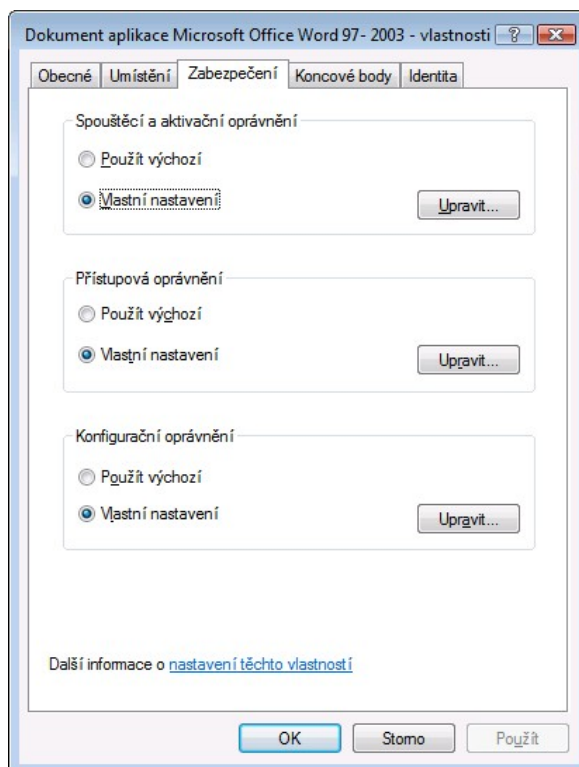 Dokument aplikace Microsoft Office Word 97- 2003 - vlastnosti
Obecné Umístění Zabezpečení Koncové body Identita
Spouštěcí a aktivační oprávnění
Použít výchozí
Vlastní nastavení
Upravit...
Přístupová oprávnění
Použít výchozí
Vlastní nastavení
Upravit...
Konfigurační oprávnění
Použít výchozí
Vlastní nastavení
Upravit...
Další informace o nastavení těchto vlastností
OK Storno Použít